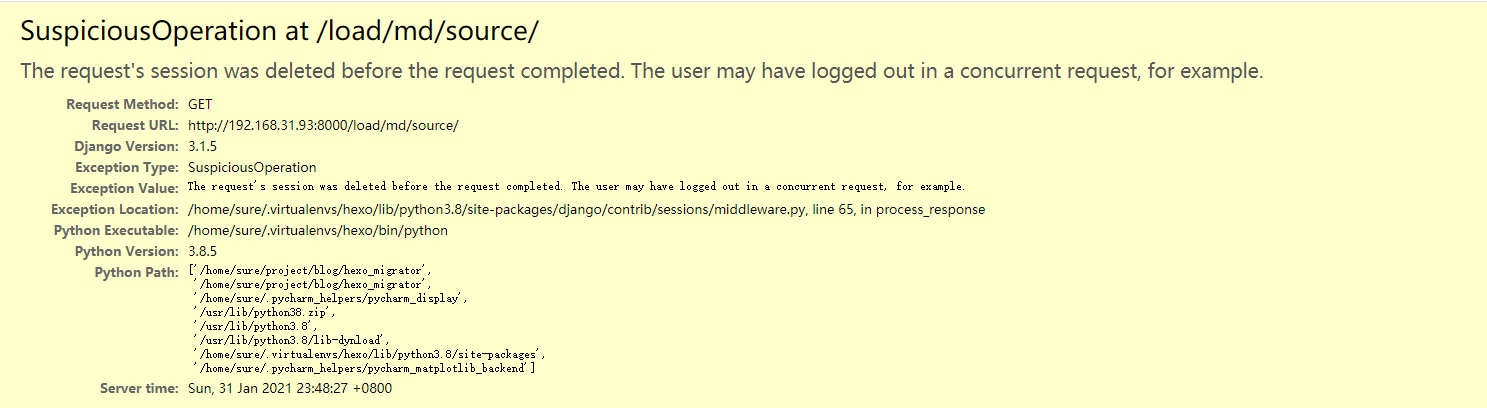 SuspiciousOperation at /load/md/source/
The request's session was deleted before the request completed. The user may have logged out in a concurrent request, for example.
Request Method: GET
Request URL: http://192.168.31.93:8000/load/md/source/
Django Version: 3.1.5
Exception Type: SuspiciousOperation
Exception Value: The request's session was deleted before the request completed. The user may have logged out in a concurrent request, for example.
Exception Location: /home/sure/.virtualenvs/hexo/lib/python3.8/site-packages/django/contrib/sessions/middleware.py, line 65, in process_response
Python Executable: /home/sure/.virtualenvs/hexo/bin/python
Python Version: 3.8.5
Python Path: ['/home/sure/project/blog/hexo_migrator',
'/home/sure/project/blog/hexo_migrator',
'/home/sure/.pycharm_helpers/pycharm_display',
'/usr/lib/python38.zip',
'/usr/lib/python3.8',
'/usr/lib/python3.8/lib-dynload',
'/home/sure/.virtualenvs/hexo/lib/python3.8/site-packages',
'/home/sure/.pycharm_helpers/pycharm_matplotlib_backend']
Server time: Sun, 31 Jan 2021 23:48:27 +0800